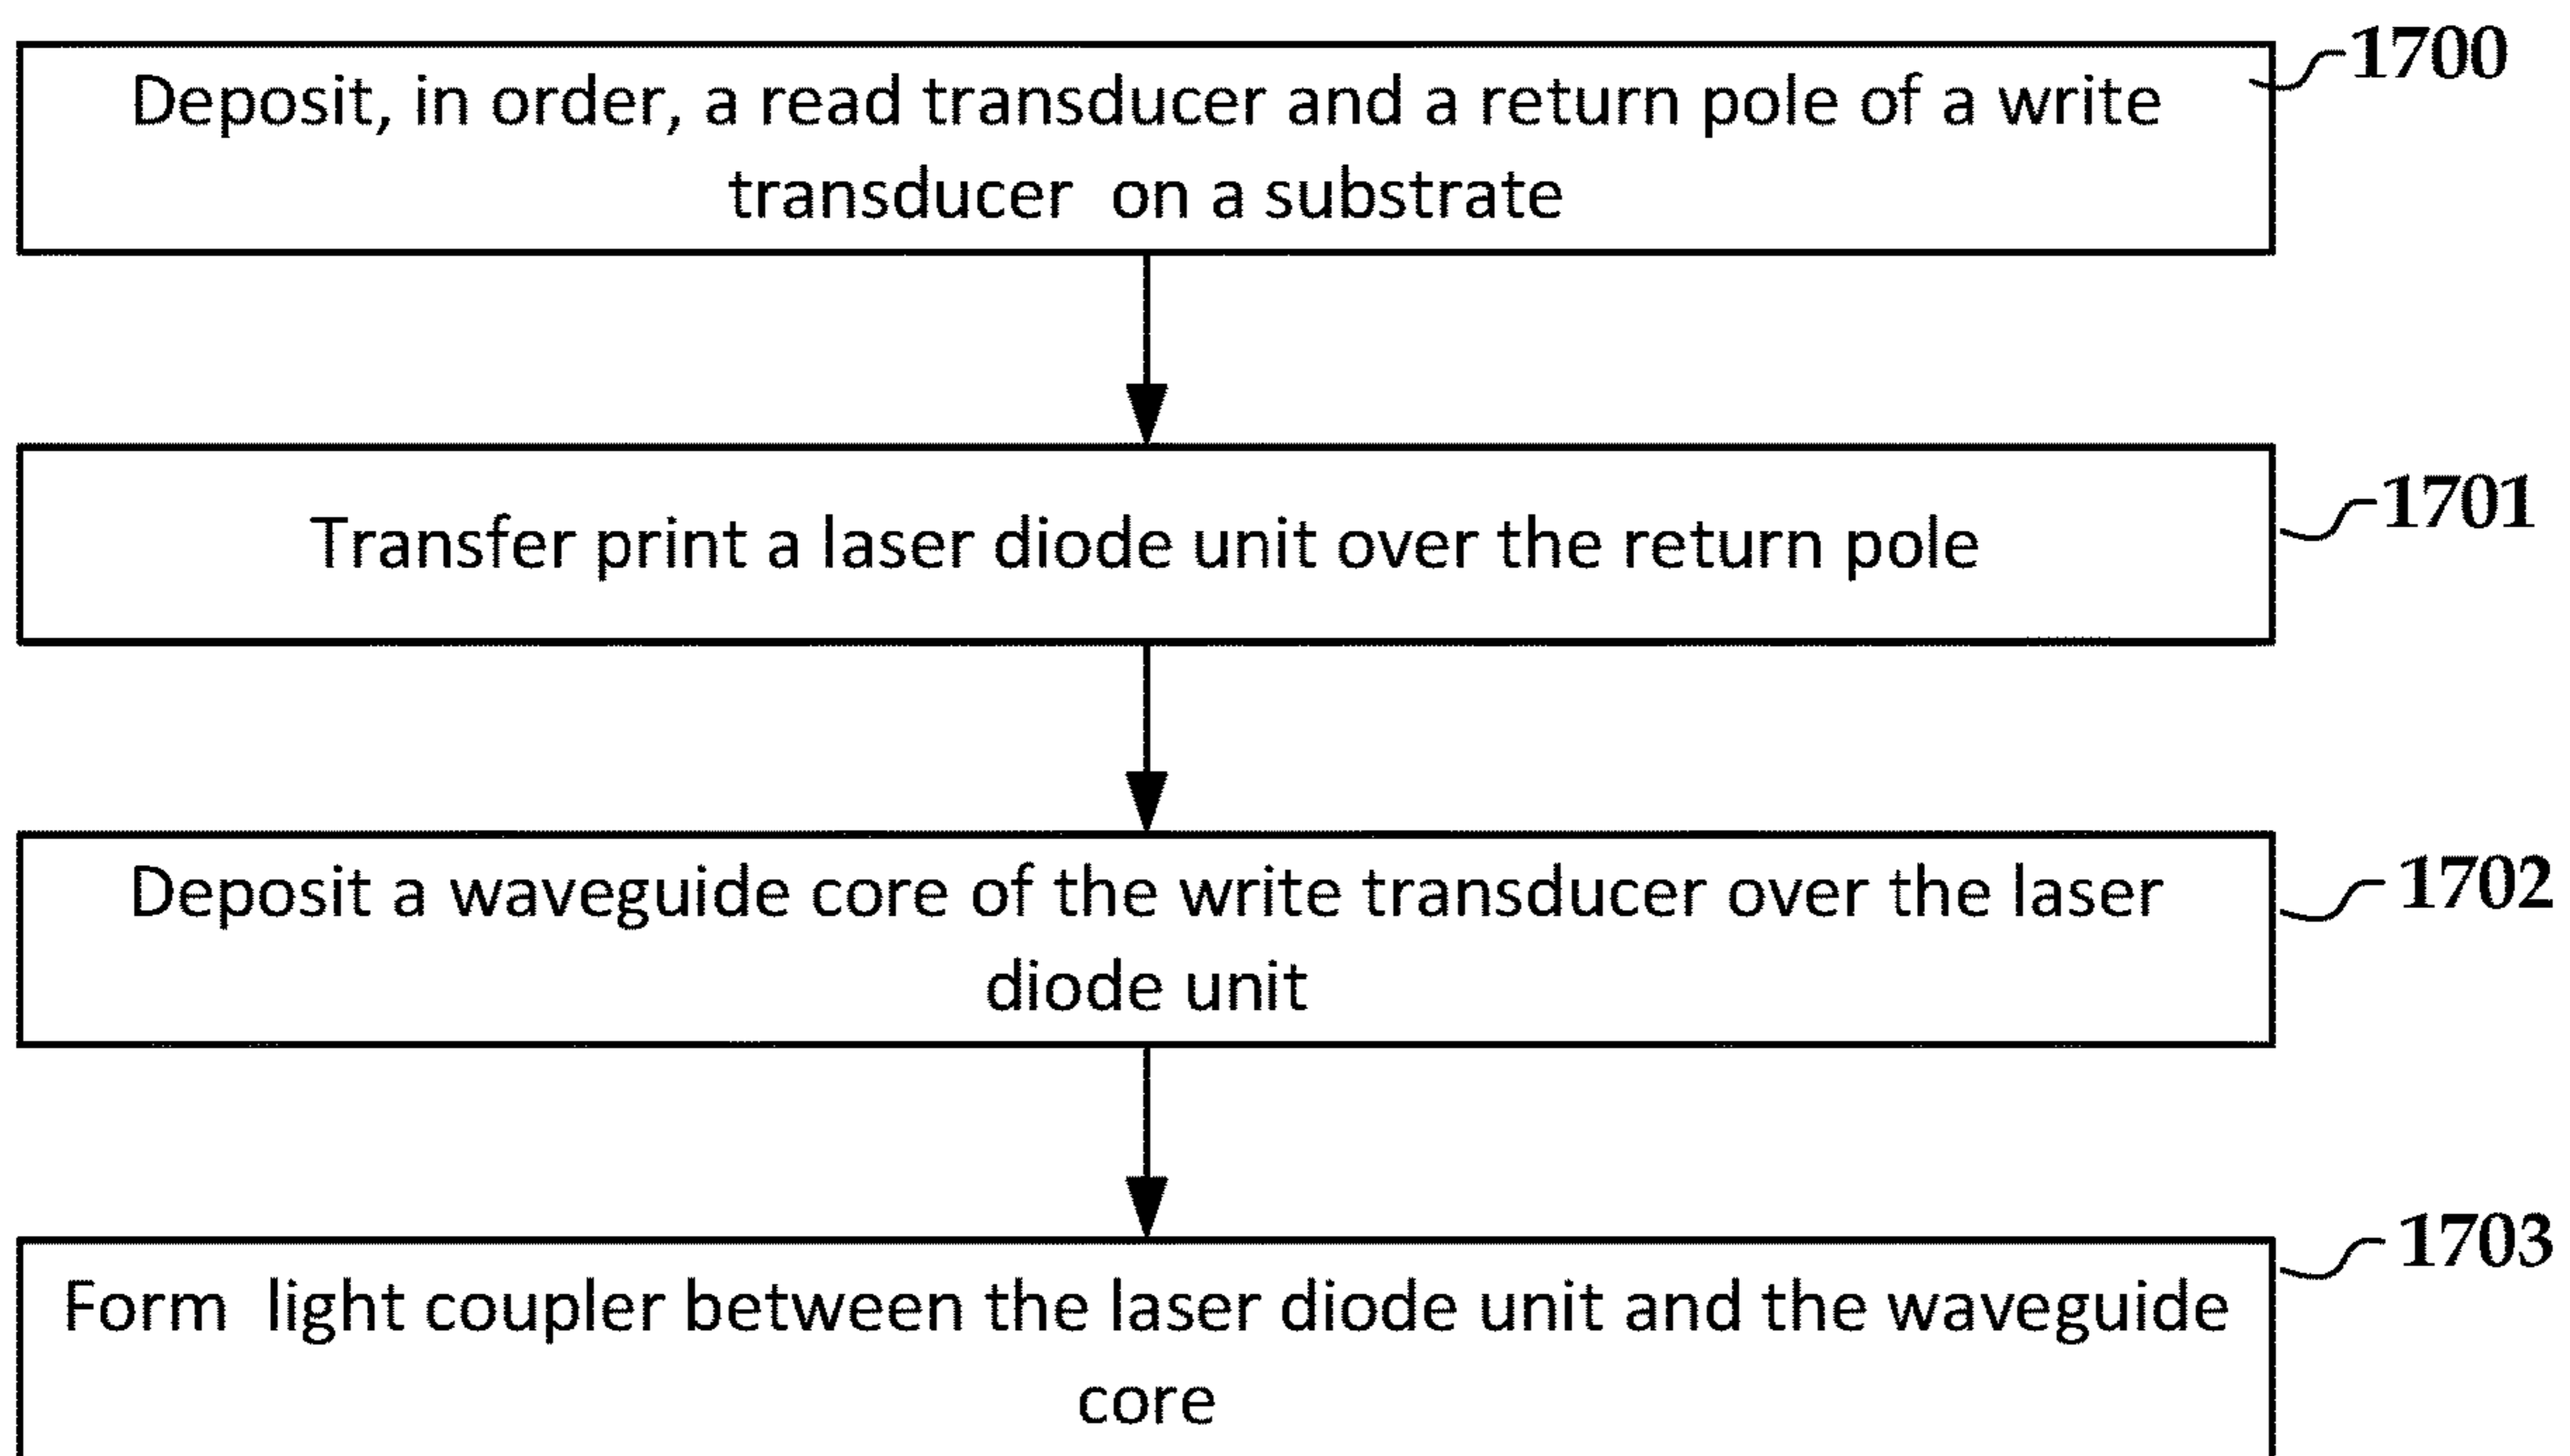 Deposit, in order, a read transducer and a return pole of a write
transducer  on a substrate
1700
Transfer print a laser diode unit over the return pole
1701
Deposit a waveguide core of the write transducer over the laser
diode unit
1702
Form  light coupler between the laser diode unit and the waveguide
core
1703